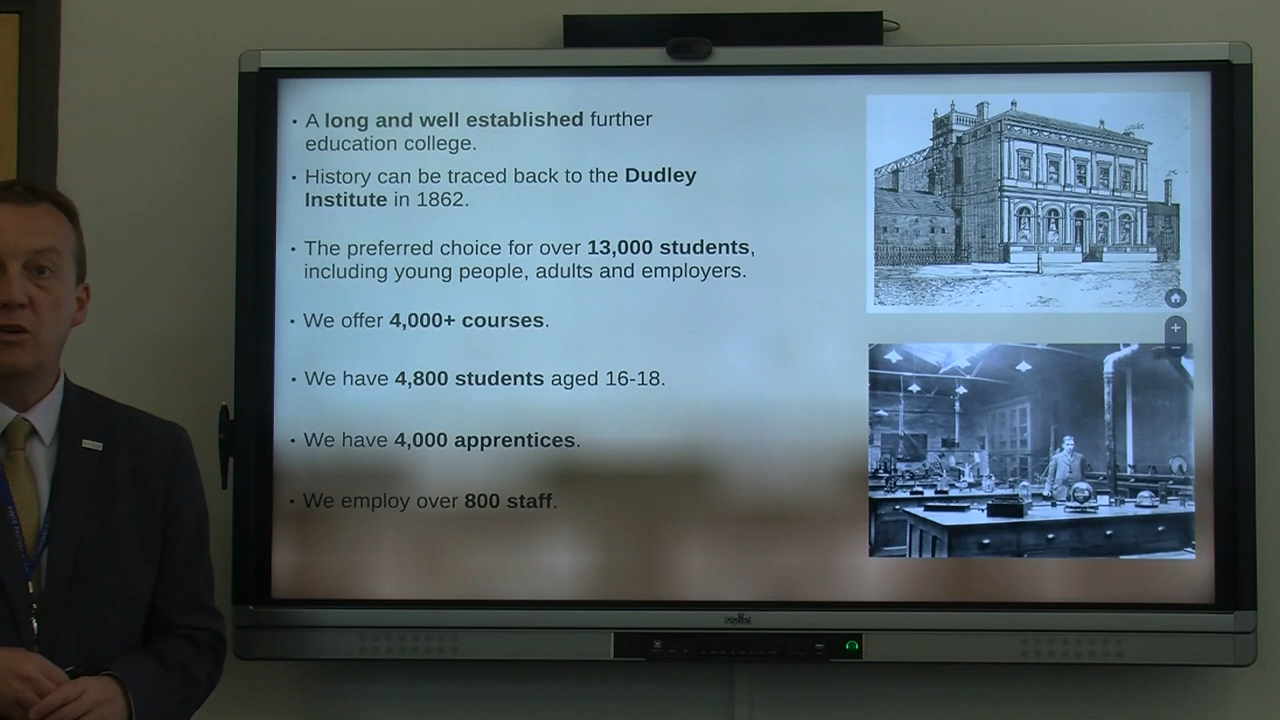 • A long and well established further
education college.
• History can be traced back to the Dudley
Institute in 1862.
• The preferred choice for over 13,000 students,
including young people, adults and employers.
• We offer 4,000+ courses.
• We have 4,800 students aged 16-18.
• We have 4,000 apprentices.
• We employ over 800 staff.